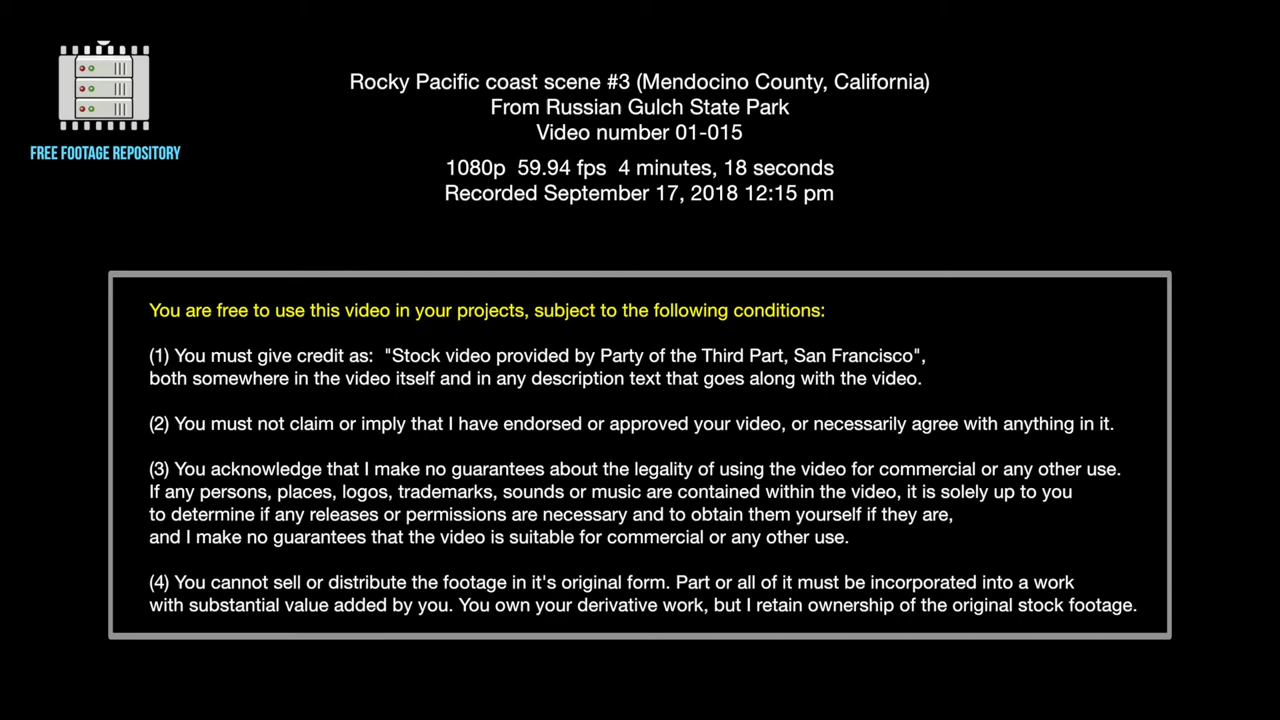 FREE FOOTAGE REPOSITORY
Rocky Pacific coast scene #3 (Mendocino County, California)
From Russian Gulch State Park
Video number 01-015
1080p 59.94 fps 4 minutes, 18 seconds
Recorded September 17, 2018 12:15 pm
You are free to use this video in your projects, subject to the following conditions:
(1) You must give credit as: "Stock video provided by Party of the Third Part, San Francisco",
both somewhere in the video itself and in any description text that goes along with the video.
(2) You must not claim or imply that I have endorsed or approved your video, or necessarily agree with anything in it.
(3) You acknowledge that I make no guarantees about the legality of using the video for commercial or any other use.
If any persons, places, logos, trademarks, sounds or music are contained within the video, it is solely up to you
to determine if any releases or permissions are necessary and to obtain them yourself if they are,
and I make no guarantees that the video is suitable for commercial or any other use.
(4) You cannot sell or distribute the footage in it's original form. Part or all of it must be incorporated into a work
with substantial value added by you. You own your derivative work, but I retain ownership of the original stock footage.